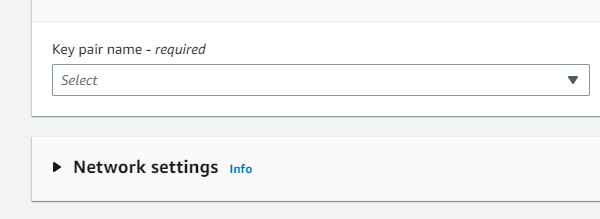 Key pair name - required
Select
Network settings Info